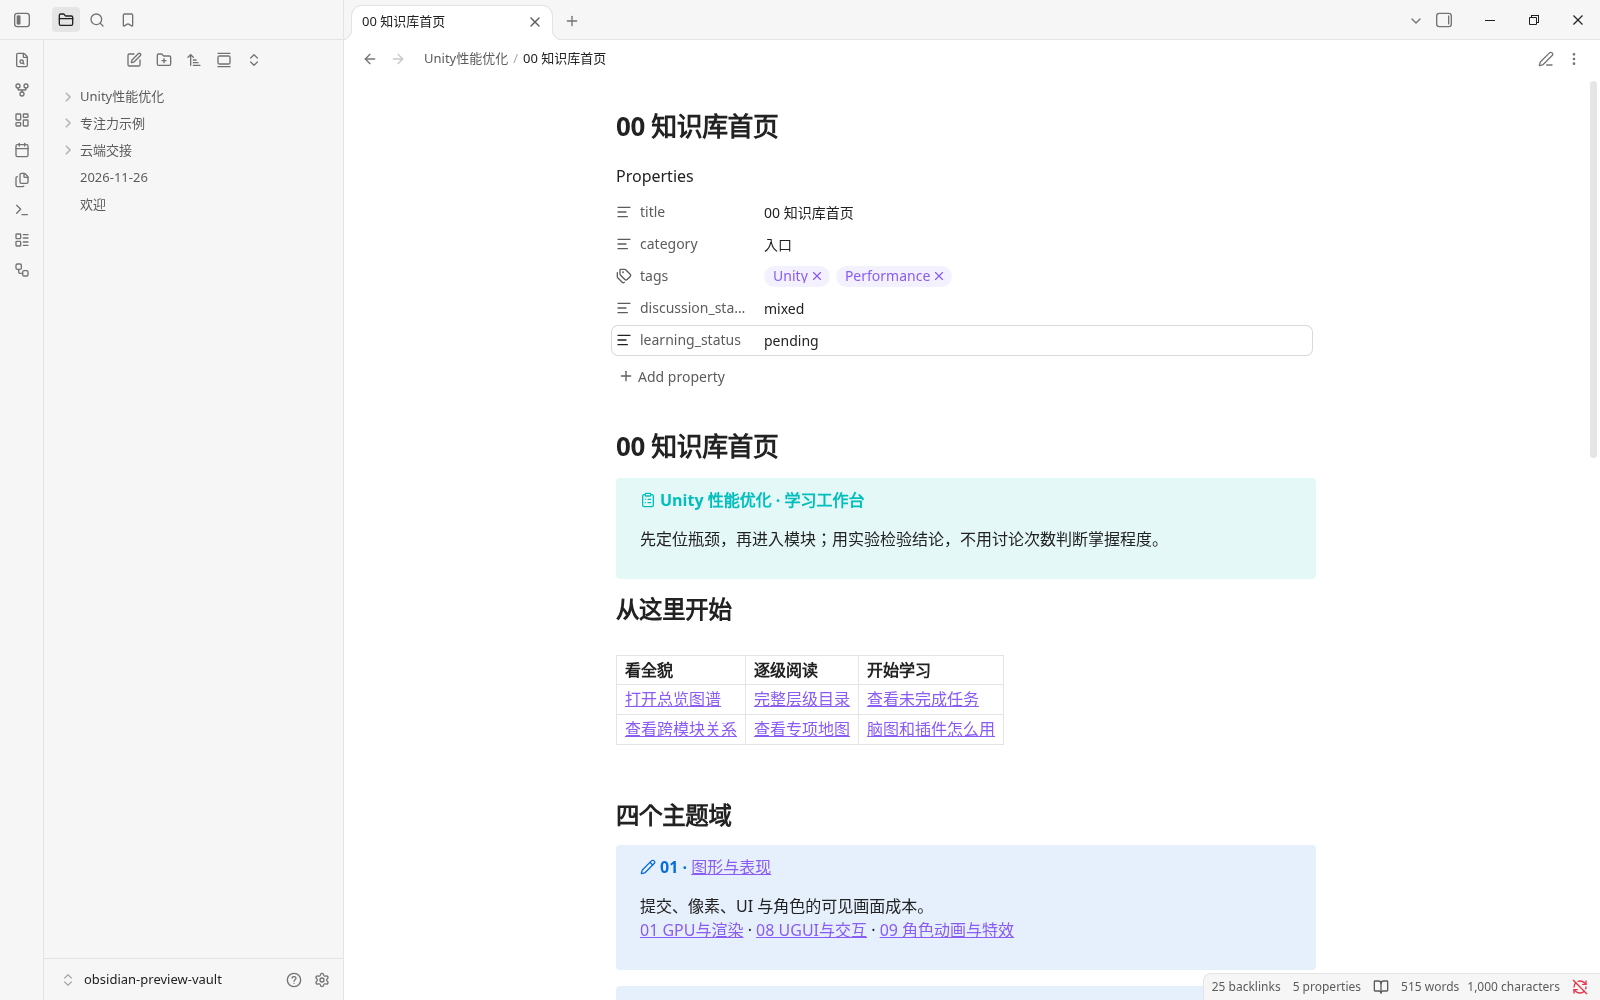 00 知识库首页
Unity性能优化 / 00 知识库首页
Unity性能优化
专注力示例
云端交接
2026-11-26
欢迎
obsidian-preview-vault
00 知识库首页
Properties
title 00 知识库首页
category 入口
tags Unity Performance
discussion_sta... mixed
learning_status pending
Add property
00 知识库首页
Unity 性能优化 · 学习工作台
先定位瓶颈，再进入模块；用实验检验结论，不用讨论次数判断掌握程度。
从这里开始
看全貌 逐级阅读 开始学习
打开总览图谱 完整层级目录 查看未完成任务
查看跨模块关系 查看专项地图 脑图和插件怎么用
四个主题域
01 · 图形与表现
提交、像素、UI 与角色的可见画面成本。
01 GPU与渲染 · 08 UGUI与交互 · 09 角色动画与特效
25 backlinks 5 properties 515 words 1,000 characters